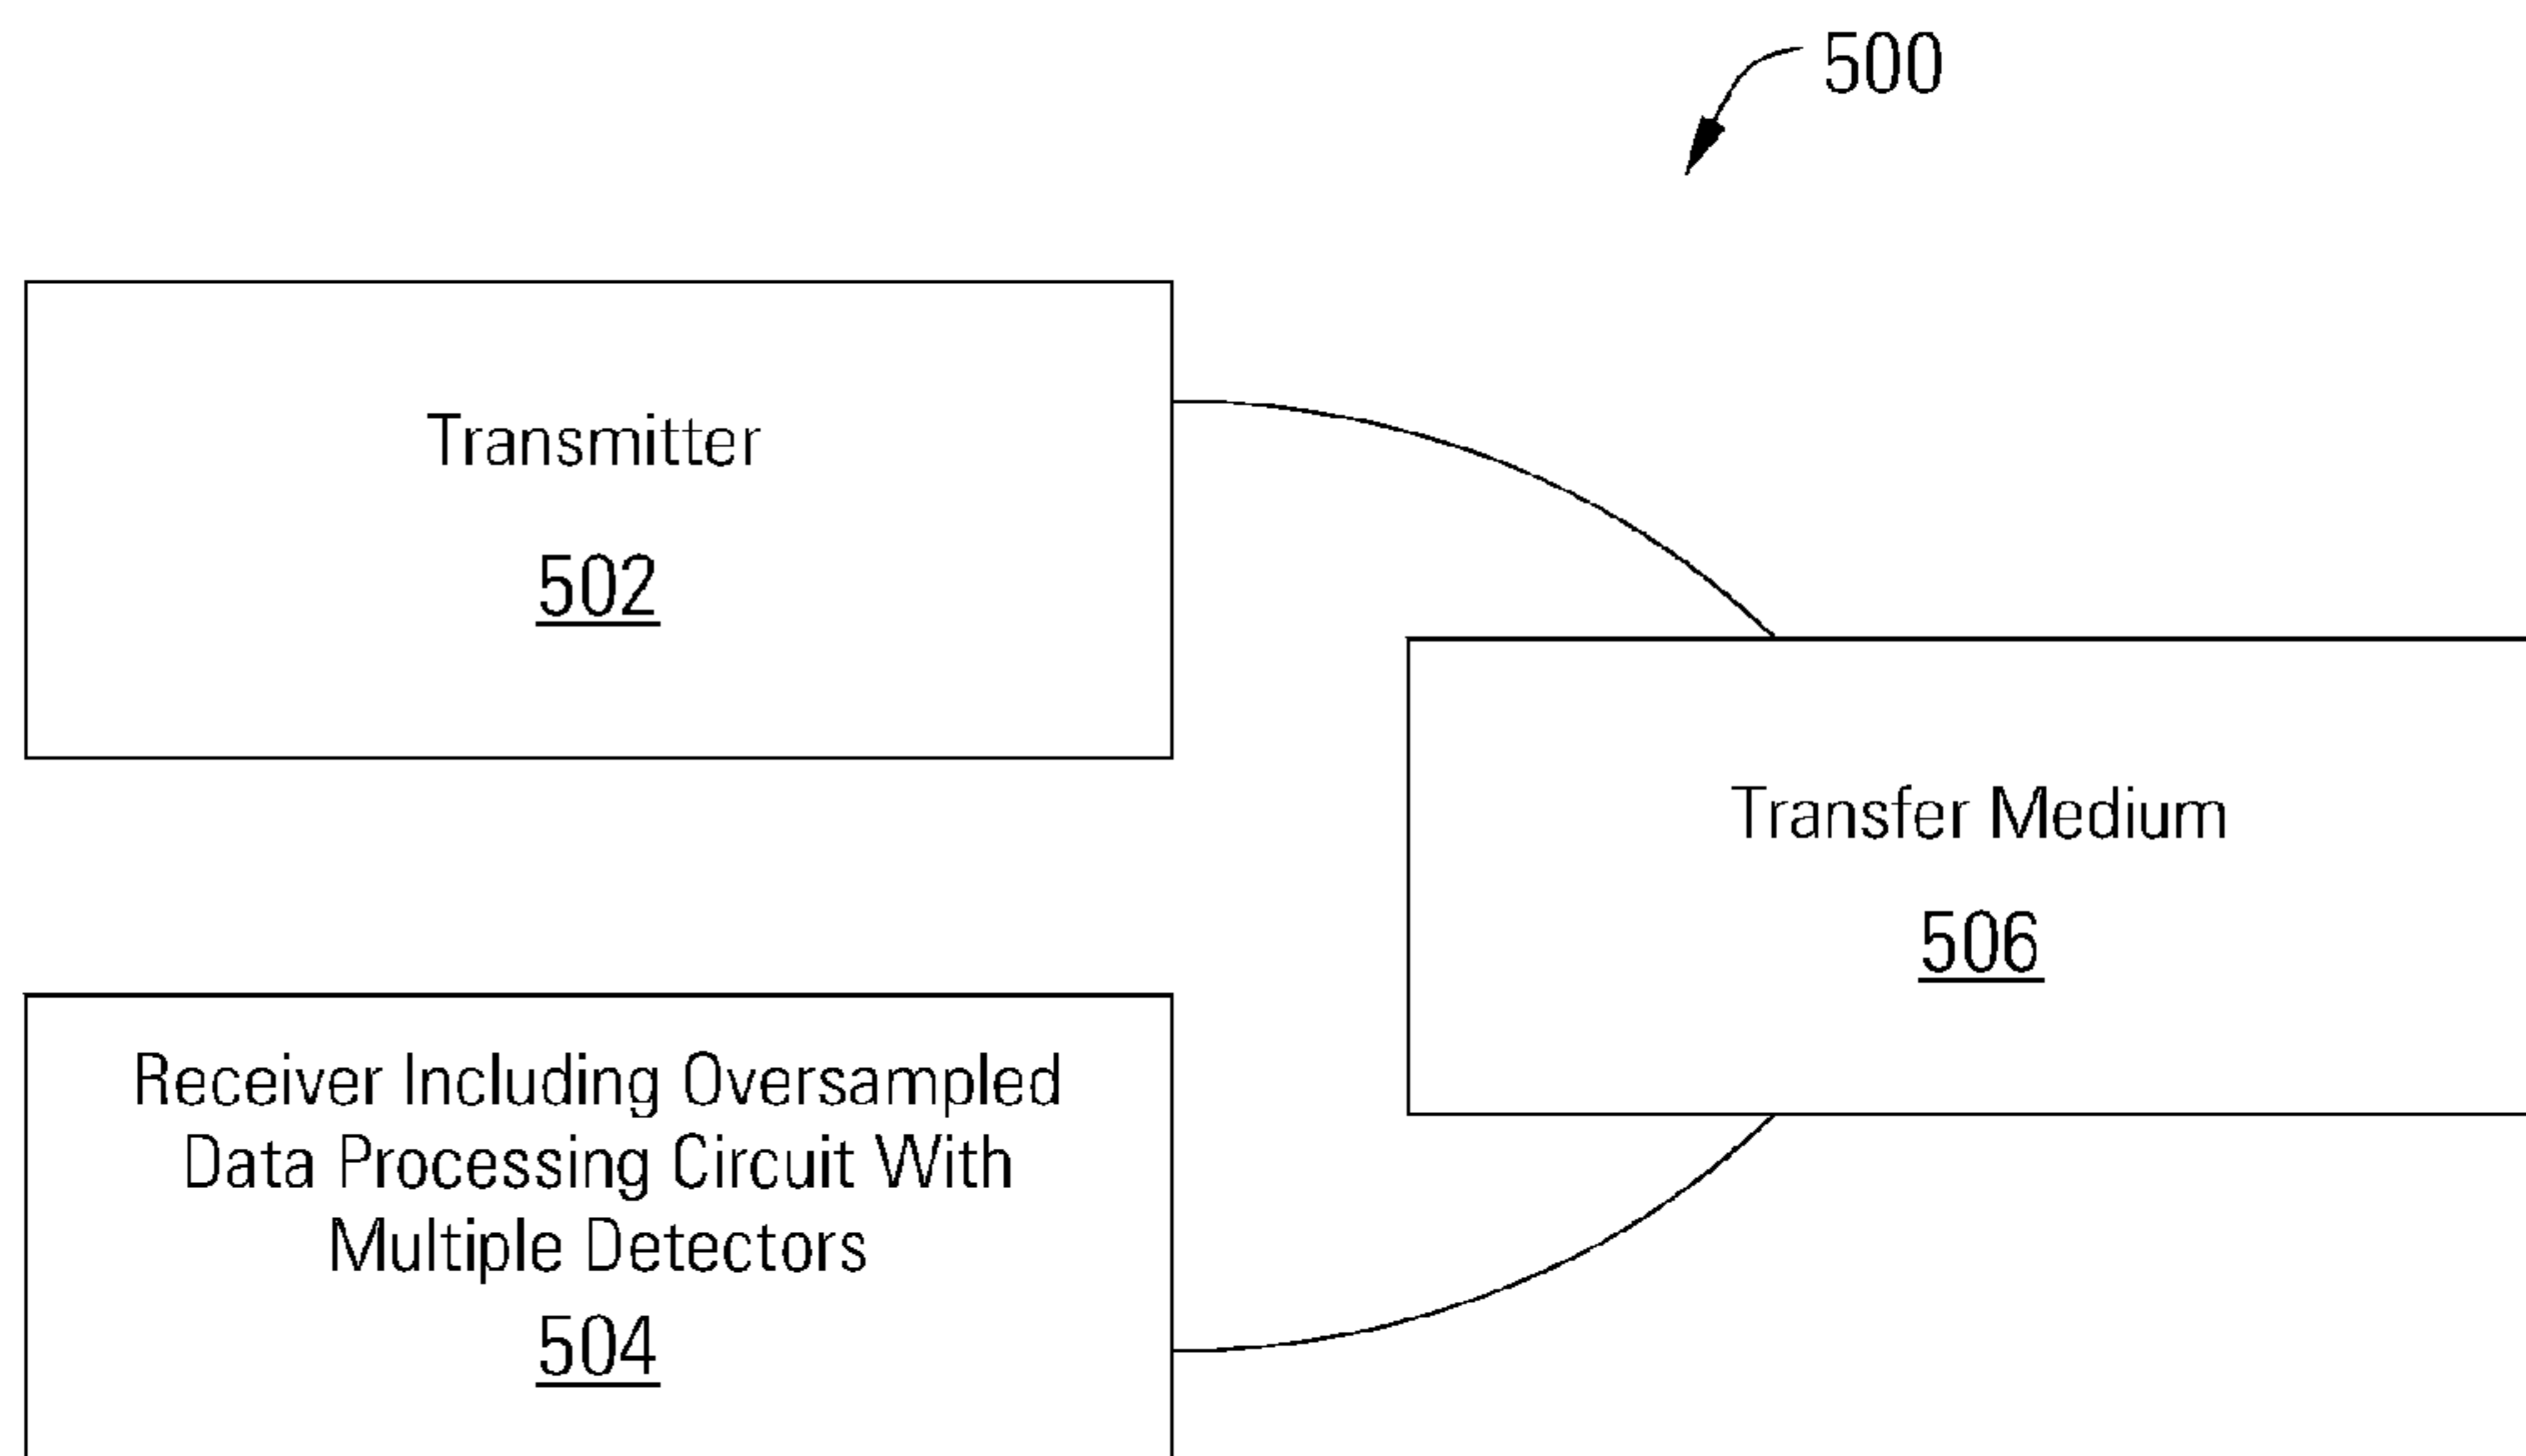 500
Transmitter
502
Transfer Medium
506
Receiver Including Oversampled
Data Processing Circuit With
Multiple Detectors
504